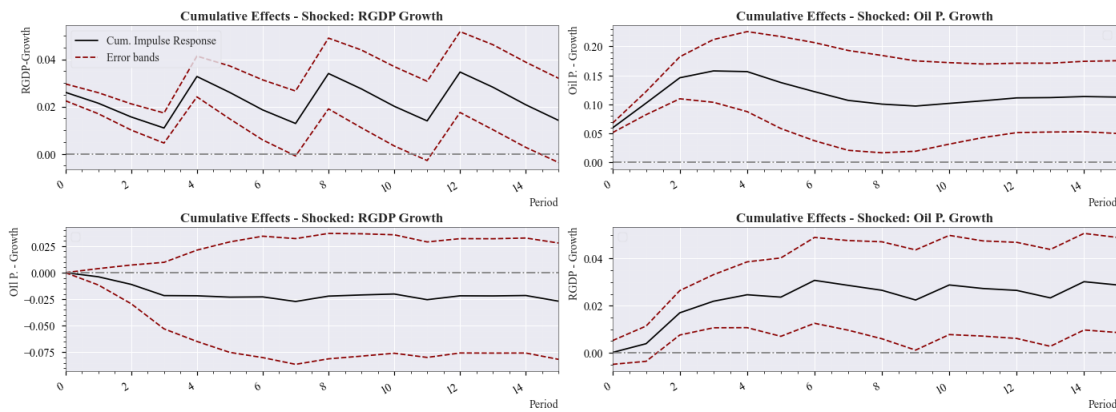 Cumulative Effects - Shocked: RGDP Growth
RGDP-Growth
Cum. Impulse Response
Error bands
0.04
0.02
0.00
0 2 4 6 8 10 12 14
Period
Cumulative Effects - Shocked: Oil P. Growth
Oil P. - Growth
0.20
0.15
0.10
0.05
0.00
0 2 4 6 8 10 12 14
Period
Cumulative Effects - Shocked: RGDP Growth
Oil P. - Growth
0.025
0.000
−0.025
−0.050
−0.075
0 2 4 6 8 10 12 14
Period
Cumulative Effects - Shocked: Oil P. Growth
RGDP - Growth
0.04
0.02
0.00
0 2 4 6 8 10 12 14
Period